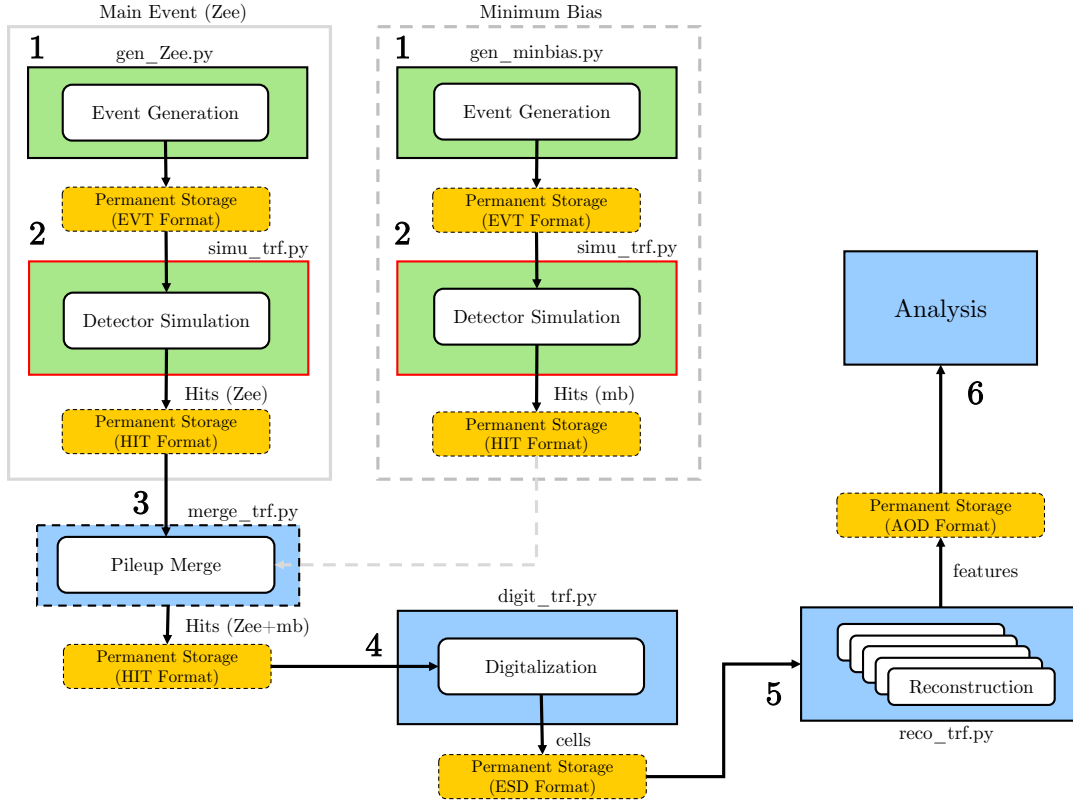 Main Event (Zee)
1
gen_Zee.py
Event Generation
Permanent Storage
(EVT Format)
2
simu_trf.py
Detector Simulation
Hits (Zee)
Permanent Storage
(HIT Format)
Minimum Bias
1
gen_minbias.py
Event Generation
Permanent Storage
(EVT Format)
2
simu_trf.py
Detector Simulation
Hits (mb)
Permanent Storage
(HIT Format)
3
merge_trf.py
Pileup Merge
Hits (Zee+mb)
Permanent Storage
(HIT Format)
4
digit_trf.py
Digitalization
cells
Permanent Storage
(ESD Format)
5
Reconstruction
reco_trf.py
features
Permanent Storage
(AOD Format)
6
Analysis